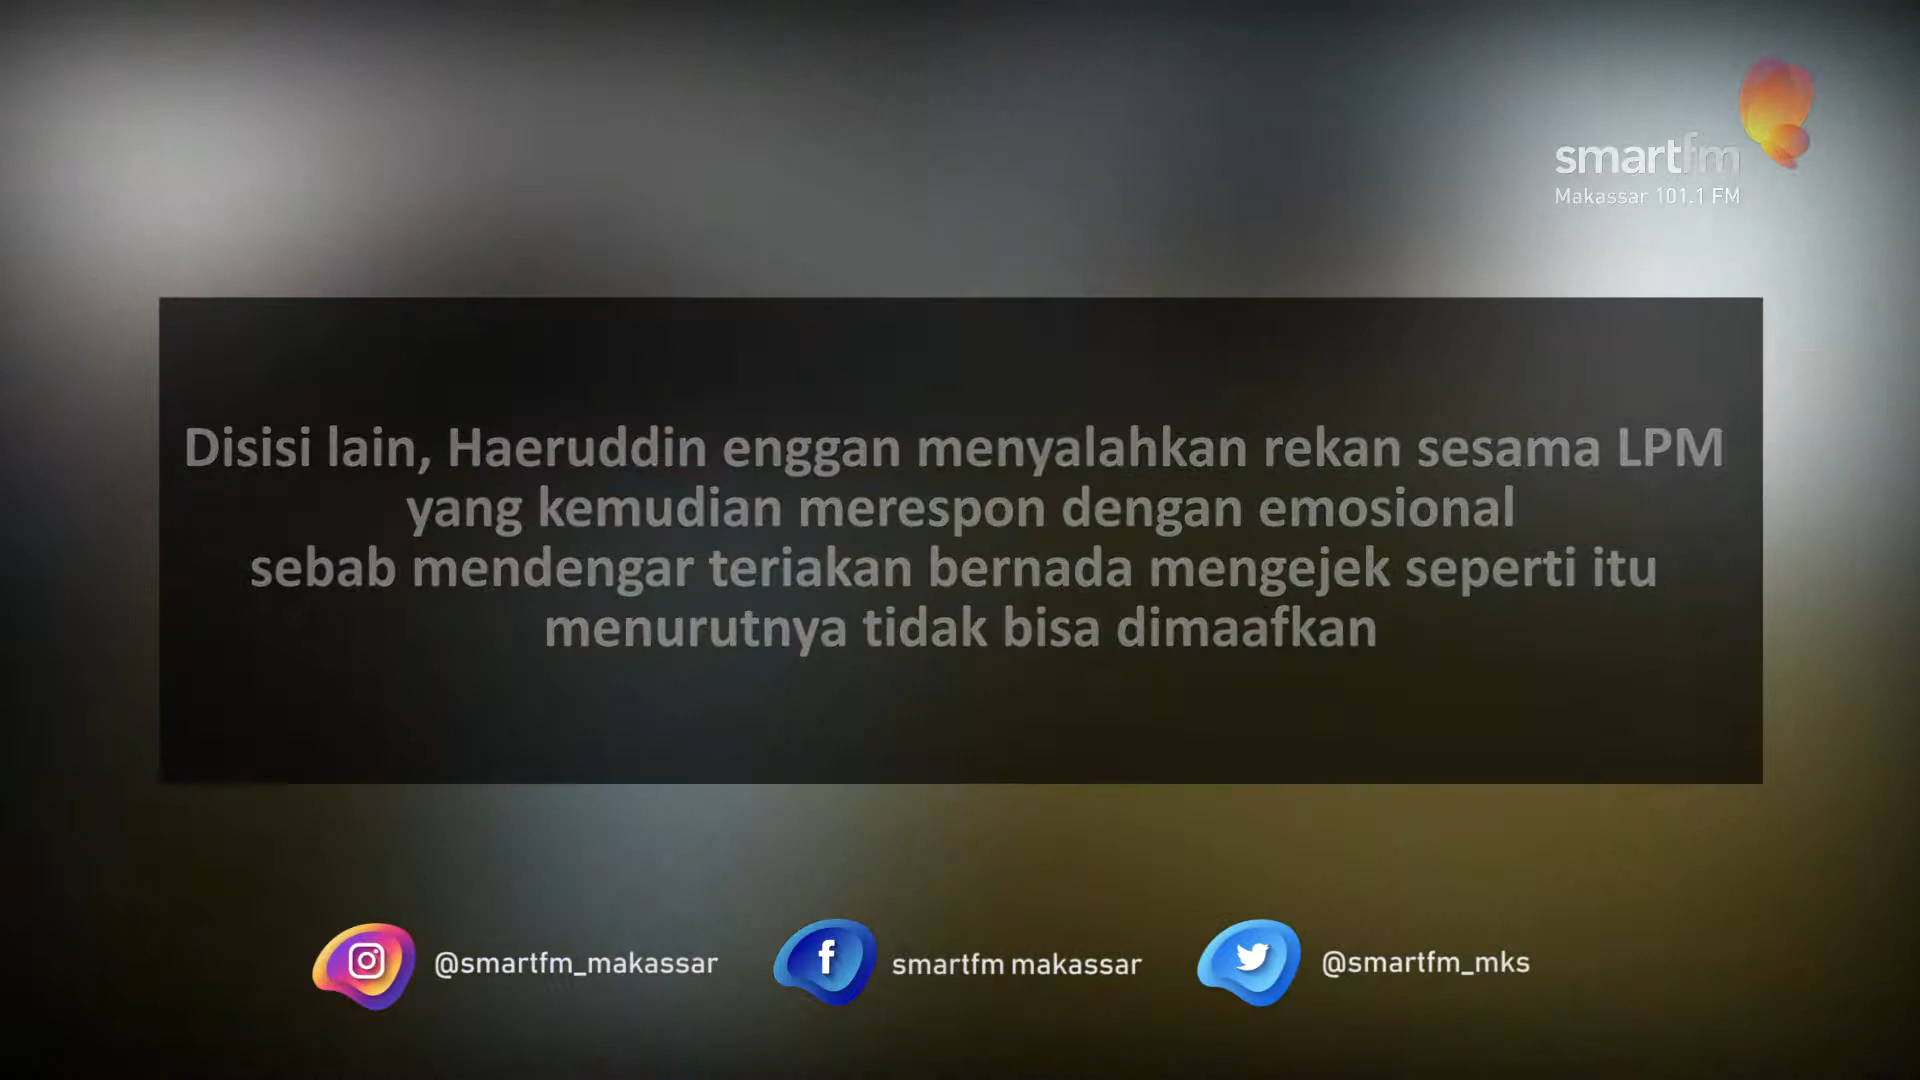 smartfm
Makassar 101.1 FM
Disisi lain, Haeruddin enggan menyalahkan rekan sesama LPM
yang kemudian merespon dengan emosional
sebab mendengar teriakan bernada mengejek seperti itu
menurutnya tidak bisa dimaafkan
@smartfm_makassar
smartfm makassar
@smartfm_mks